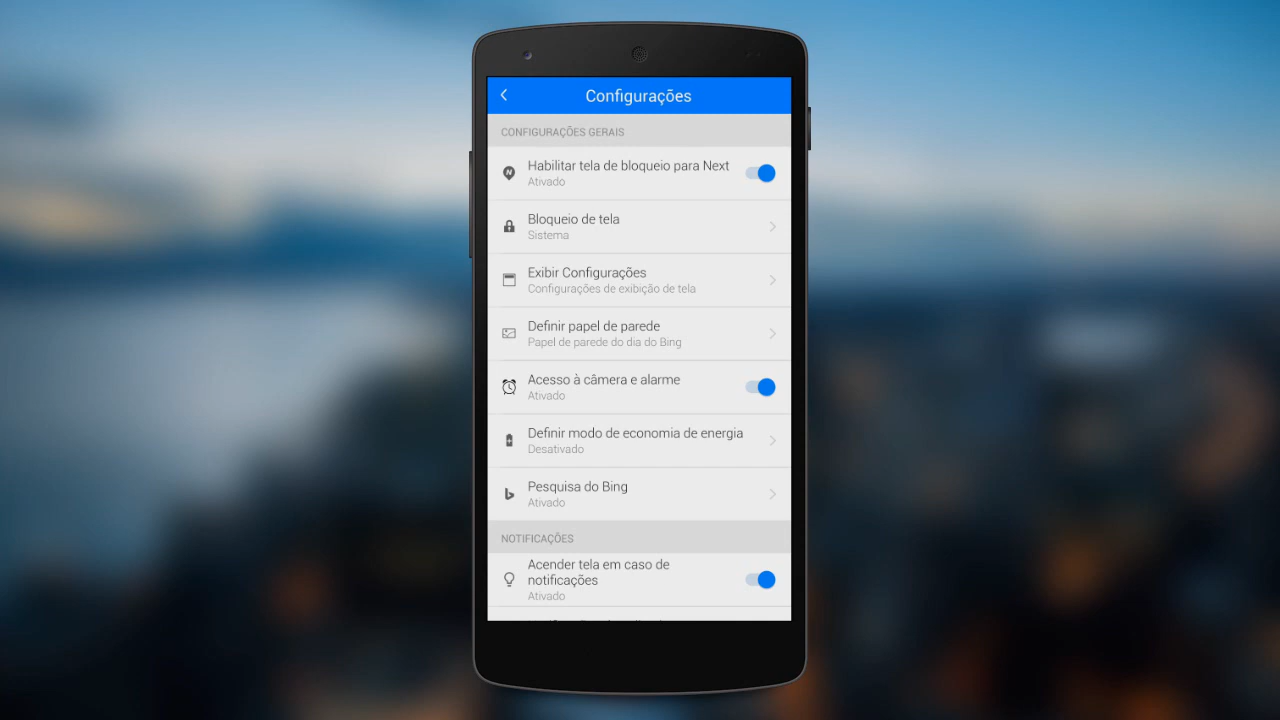 Configurações
CONFIGURAÇÕES GERAIS
Habilitar tela de bloqueio para Next
Ativado
Bloqueio de tela
Sistema
Exibir Configurações
Configurações de exibição de tela
Definir papel de parede
Papel de parede do dia do Bing
Acesso à câmera e alarme
Ativado
Definir modo de economia de energia
Desativado
Pesquisa do Bing
Ativado
NOTIFICAÇÕES
Acender tela em caso de
notificações
Ativado